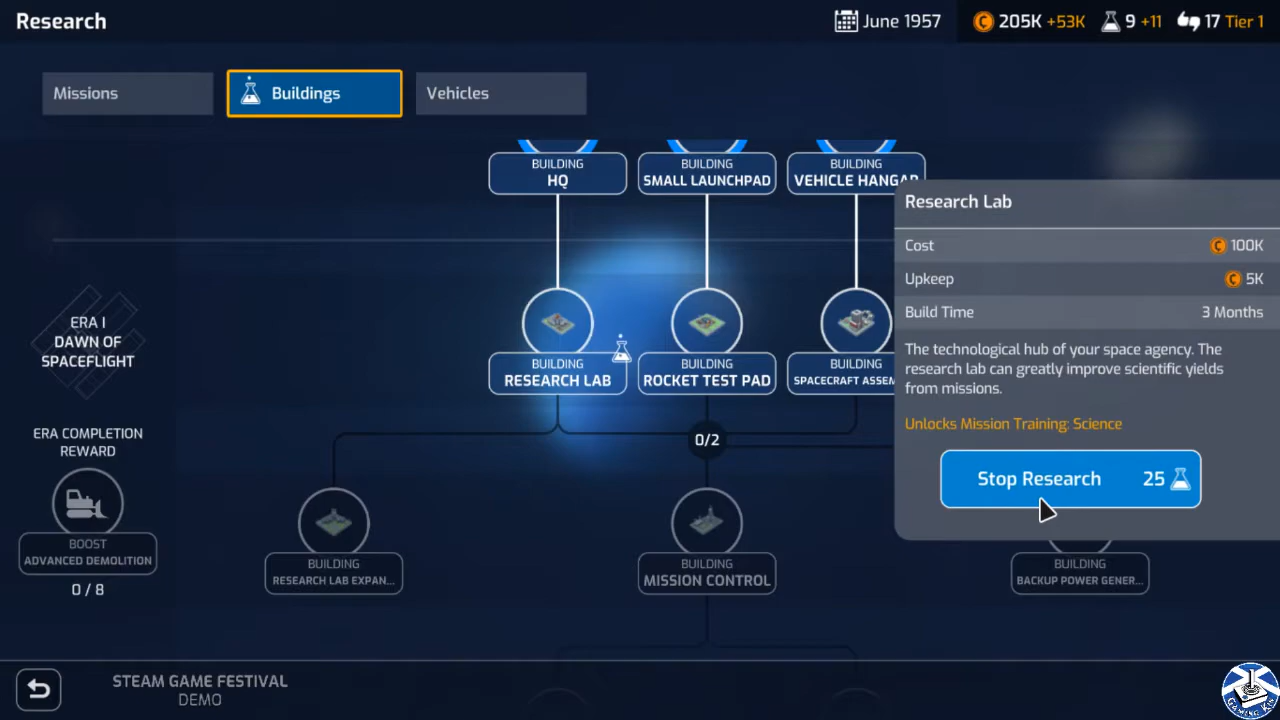 Research
June 1957
205K +53K
9 +11
17 Tier 1
Missions
Buildings
Vehicles
BUILDING
HQ
BUILDING
SMALL LAUNCHPAD
BUILDING
VEHICLE HANGAR
Research Lab
Cost
100K
Upkeep
5K
Build Time
3 Months
The technological hub of your space agency. The
research lab can greatly improve scientific yields
from missions.
Unlocks Mission Training: Science
Stop Research 25
ERA I
DAWN OF
SPACEFLIGHT
BUILDING
RESEARCH LAB
BUILDING
ROCKET TEST PAD
BUILDING
SPACECRAFT ASSEM
0/2
ERA COMPLETION
REWARD
BOOST
ADVANCED DEMOLITION
0 / 8
BUILDING
RESEARCH LAB EXPAN...
BUILDING
MISSION CONTROL
BUILDING
BACKUP POWER GENER...
STEAM GAME FESTIVAL
DEMO